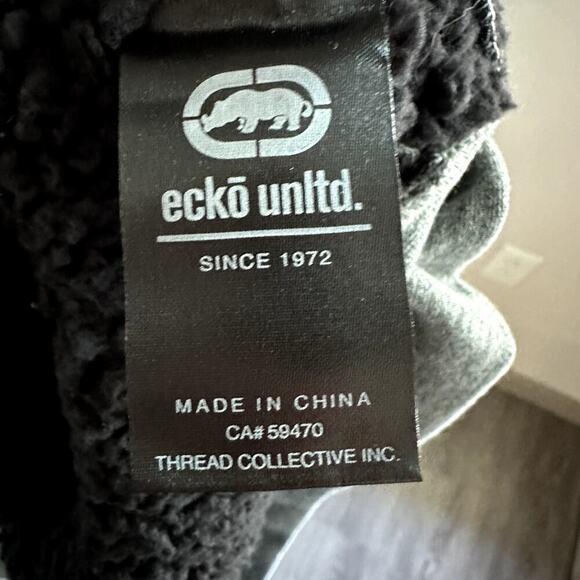 eckō unltd.
SINCE 1972
MADE IN CHINA
CA# 59470
THREAD COLLECTIVE INC.